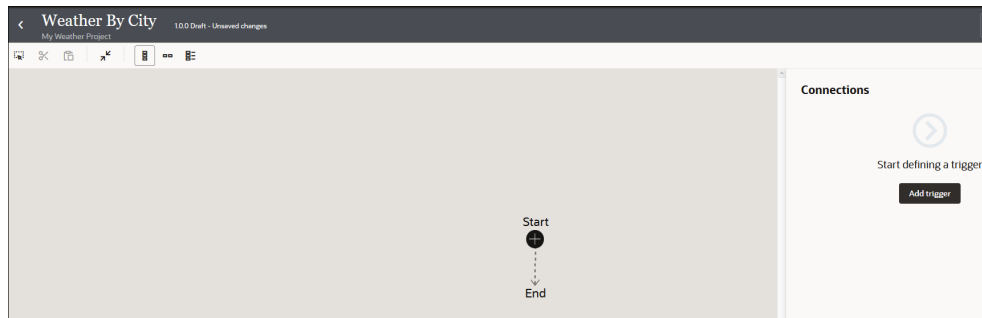 Weather By City 1.0.0 Draft - Unsaved changes
My Weather Project
Connections
Start defining a trigger
Add trigger
Start
End